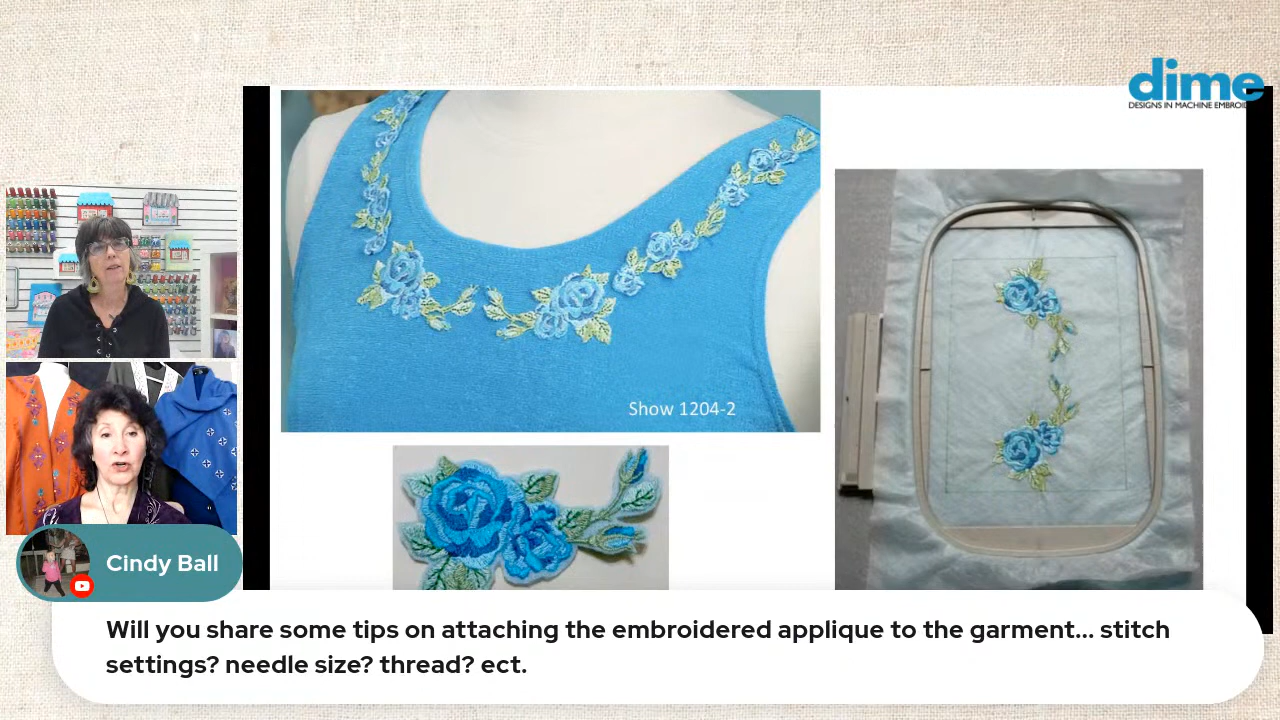 dime
DESIGNS IN MACHINE EMBROI
Show 1204-2
Cindy Ball
Will you share some tips on attaching the embroidered applique to the garment... stitch
settings? needle size? thread? ect.